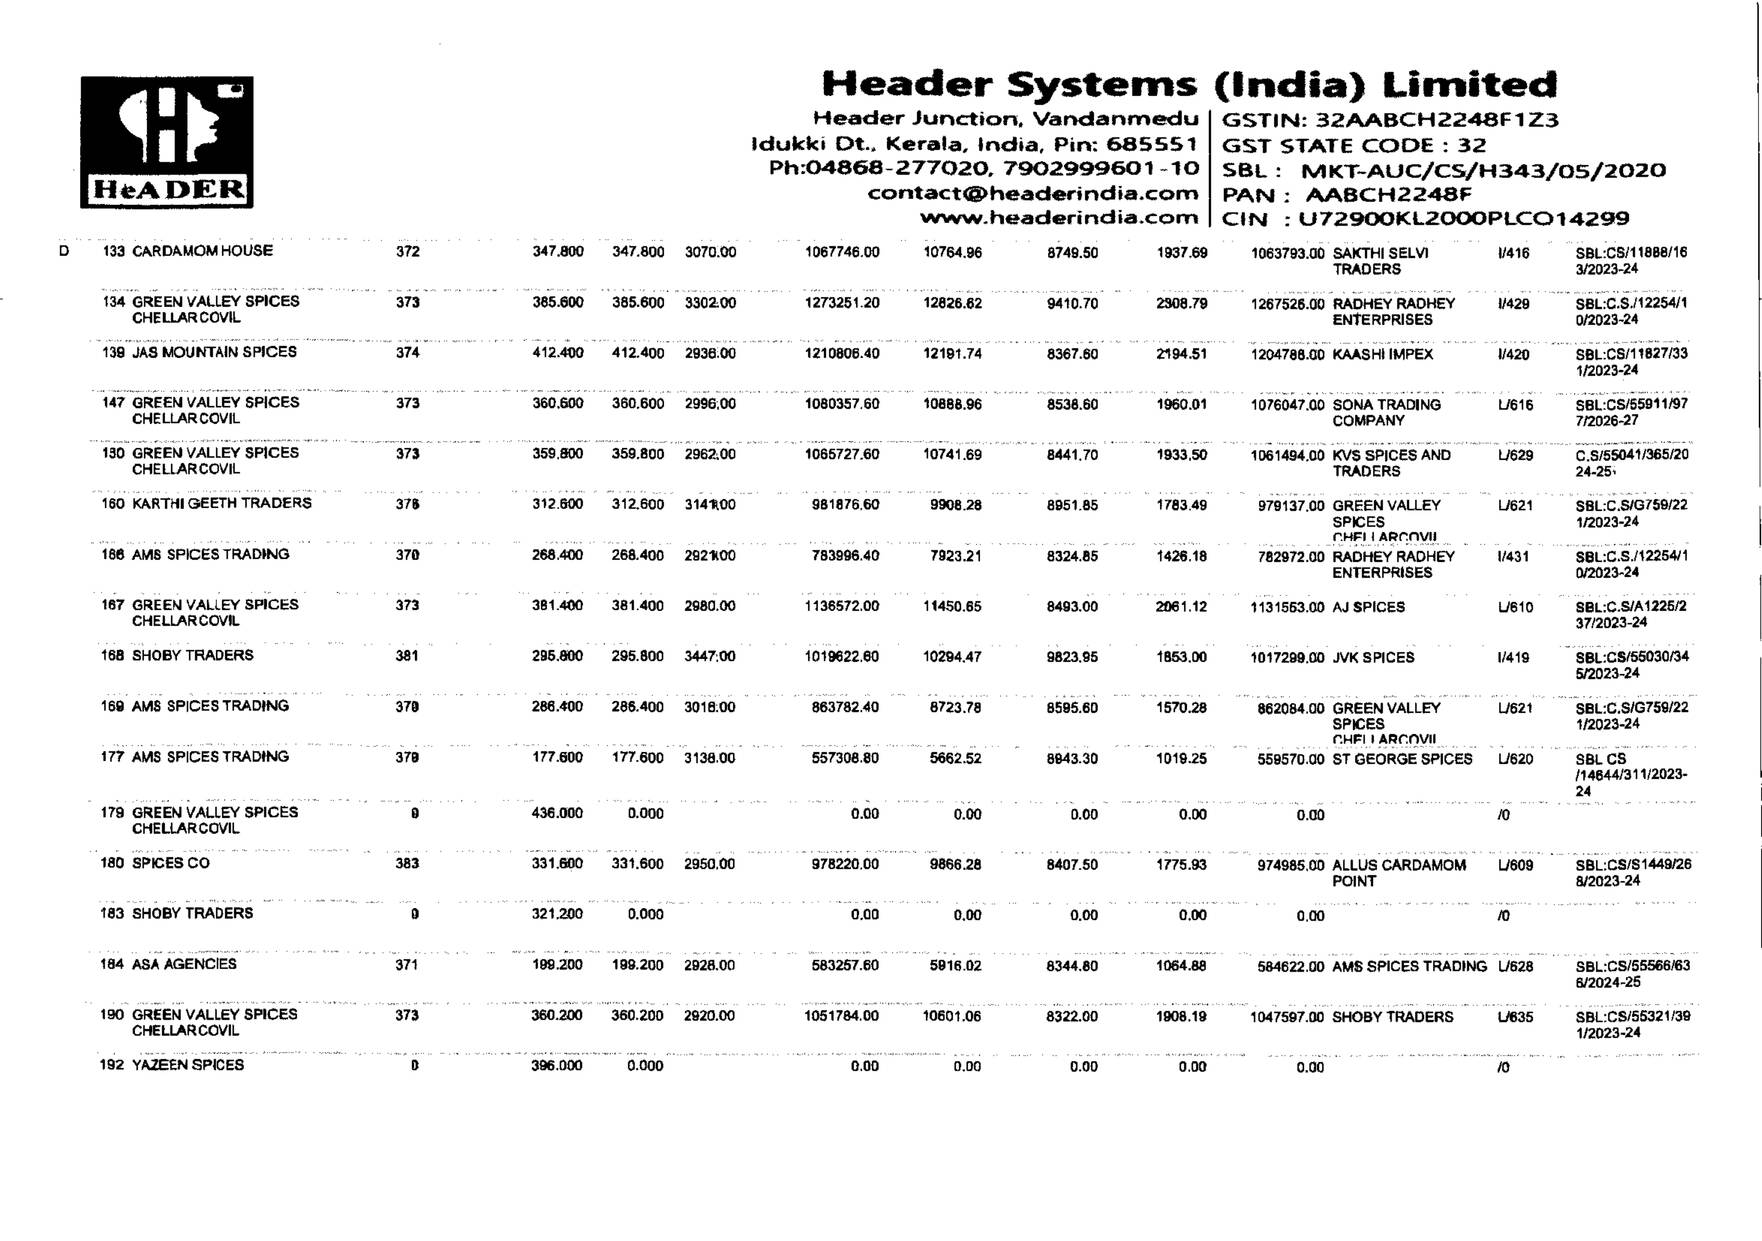 HeADER
Header Systems (India) Limited
Header Junction, Vandanmedu
Idukki Dt., Kerala, India, Pin: 685551
Ph:04868-277020, 7902999601-10
contact@headerindia.com
www.headerindia.com
GSTIN: 32AABCH2248F1Z3
GST STATE CODE : 32
SBL : MKT-AUC/CS/H343/05/2020
PAN : AABCH2248F
CIN : U72900KL2000PLCO14299
D 133 CARDAMOM HOUSE 372 347.800 347.800 3070.00 1067746.00 10764.96 8749.50 1937.69 1063793.00 SAKTHI SELVI I/416 SBL:CS/11888/16
TRADERS 3/2023-24
134 GREEN VALLEY SPICES 373 385.600 385.600 3302.00 1273251.20 12826.62 9410.70 2308.79 1267526.00 RADHEY RADHEY I/429 SBL:C.S./12254/1
CHELLARCOVIL ENTERPRISES 0/2023-24
139 JAS MOUNTAIN SPICES 374 412.400 412.400 2936.00 1210806.40 12191.74 8367.60 2194.51 1204786.00 KAASHI IMPEX I/420 SBL:CS/11827/33
1/2023-24
147 GREEN VALLEY SPICES 373 360.600 360.600 2996.00 1080357.60 10888.96 8538.60 1960.01 1076047.00 SONA TRADING L/616 SBL:CS/55911/97
CHELLARCOVIL COMPANY 7/2026-27
150 GREEN VALLEY SPICES 373 359.800 359.800 2962.00 1065727.60 10741.69 8441.70 1933.50 1061494.00 KVS SPICES AND L/629 C.S/55041/365/20
CHELLARCOVIL TRADERS 24-25
160 KARTHI GEETH TRADERS 312.600 312.600 3141.00 981876.60 9908.28 8951.85 1783.49 979137.00 GREEN VALLEY L/621 SBL:C.S/G759/22
SPICES 1/2023-24
CHELLARCOVIL
166 AMS SPICES TRADING 370 268.400 268.400 2921.00 783996.40 7923.21 8324.85 1426.18 782972.00 RADHEY RADHEY I/431 SBL:C.S./12254/1
ENTERPRISES 0/2023-24
167 GREEN VALLEY SPICES 373 381.400 381.400 2980.00 1136572.00 11450.65 8493.00 2061.12 1131553.00 AJ SPICES L/610 SBL:C.S/A1225/2
CHELLARCOVIL 37/2023-24
168 SHOBY TRADERS 381 295.800 295.800 3447.00 1019622.60 10294.47 9823.95 1853.00 1017299.00 JVK SPICES I/419 SBL:CS/55030/34
5/2023-24
169 AMS SPICES TRADING 370 286.400 286.400 3016.00 863782.40 8723.78 8595.60 1570.28 862084.00 GREEN VALLEY L/621 SBL:C.S/G759/22
SPICES 1/2023-24
CHELLARCOVIL
177 AMS SPICES TRADING 370 177.600 177.600 3138.00 557308.80 5662.52 8943.30 1019.25 559570.00 ST GEORGE SPICES L/620 SBL CS
/14644/311/2023-
24
179 GREEN VALLEY SPICES 0 436.000 0.000 0.00 0.00 0.00 0.00 0.00 /0
CHELLARCOVIL
180 SPICES CO 383 331.600 331.600 2950.00 978220.00 9866.28 8407.50 1775.93 974985.00 ALLUS CARDAMOM L/609 SBL:CS/S1449/26
POINT 8/2023-24
183 SHOBY TRADERS 0 321.200 0.000 0.00 0.00 0.00 0.00 0.00 /0
184 ASA AGENCIES 371 199.200 199.200 2928.00 583257.60 5916.02 8344.80 1064.88 584622.00 AMS SPICES TRADING L/628 SBL:CS/55566/63
6/2024-25
190 GREEN VALLEY SPICES 373 360.200 360.200 2920.00 1051784.00 10601.06 8322.00 1908.19 1047597.00 SHOBY TRADERS L/635 SBL:CS/55321/39
CHELLARCOVIL 1/2023-24
192 YAZEEN SPICES 0 396.000 0.000 0.00 0.00 0.00 0.00 0.00 /0